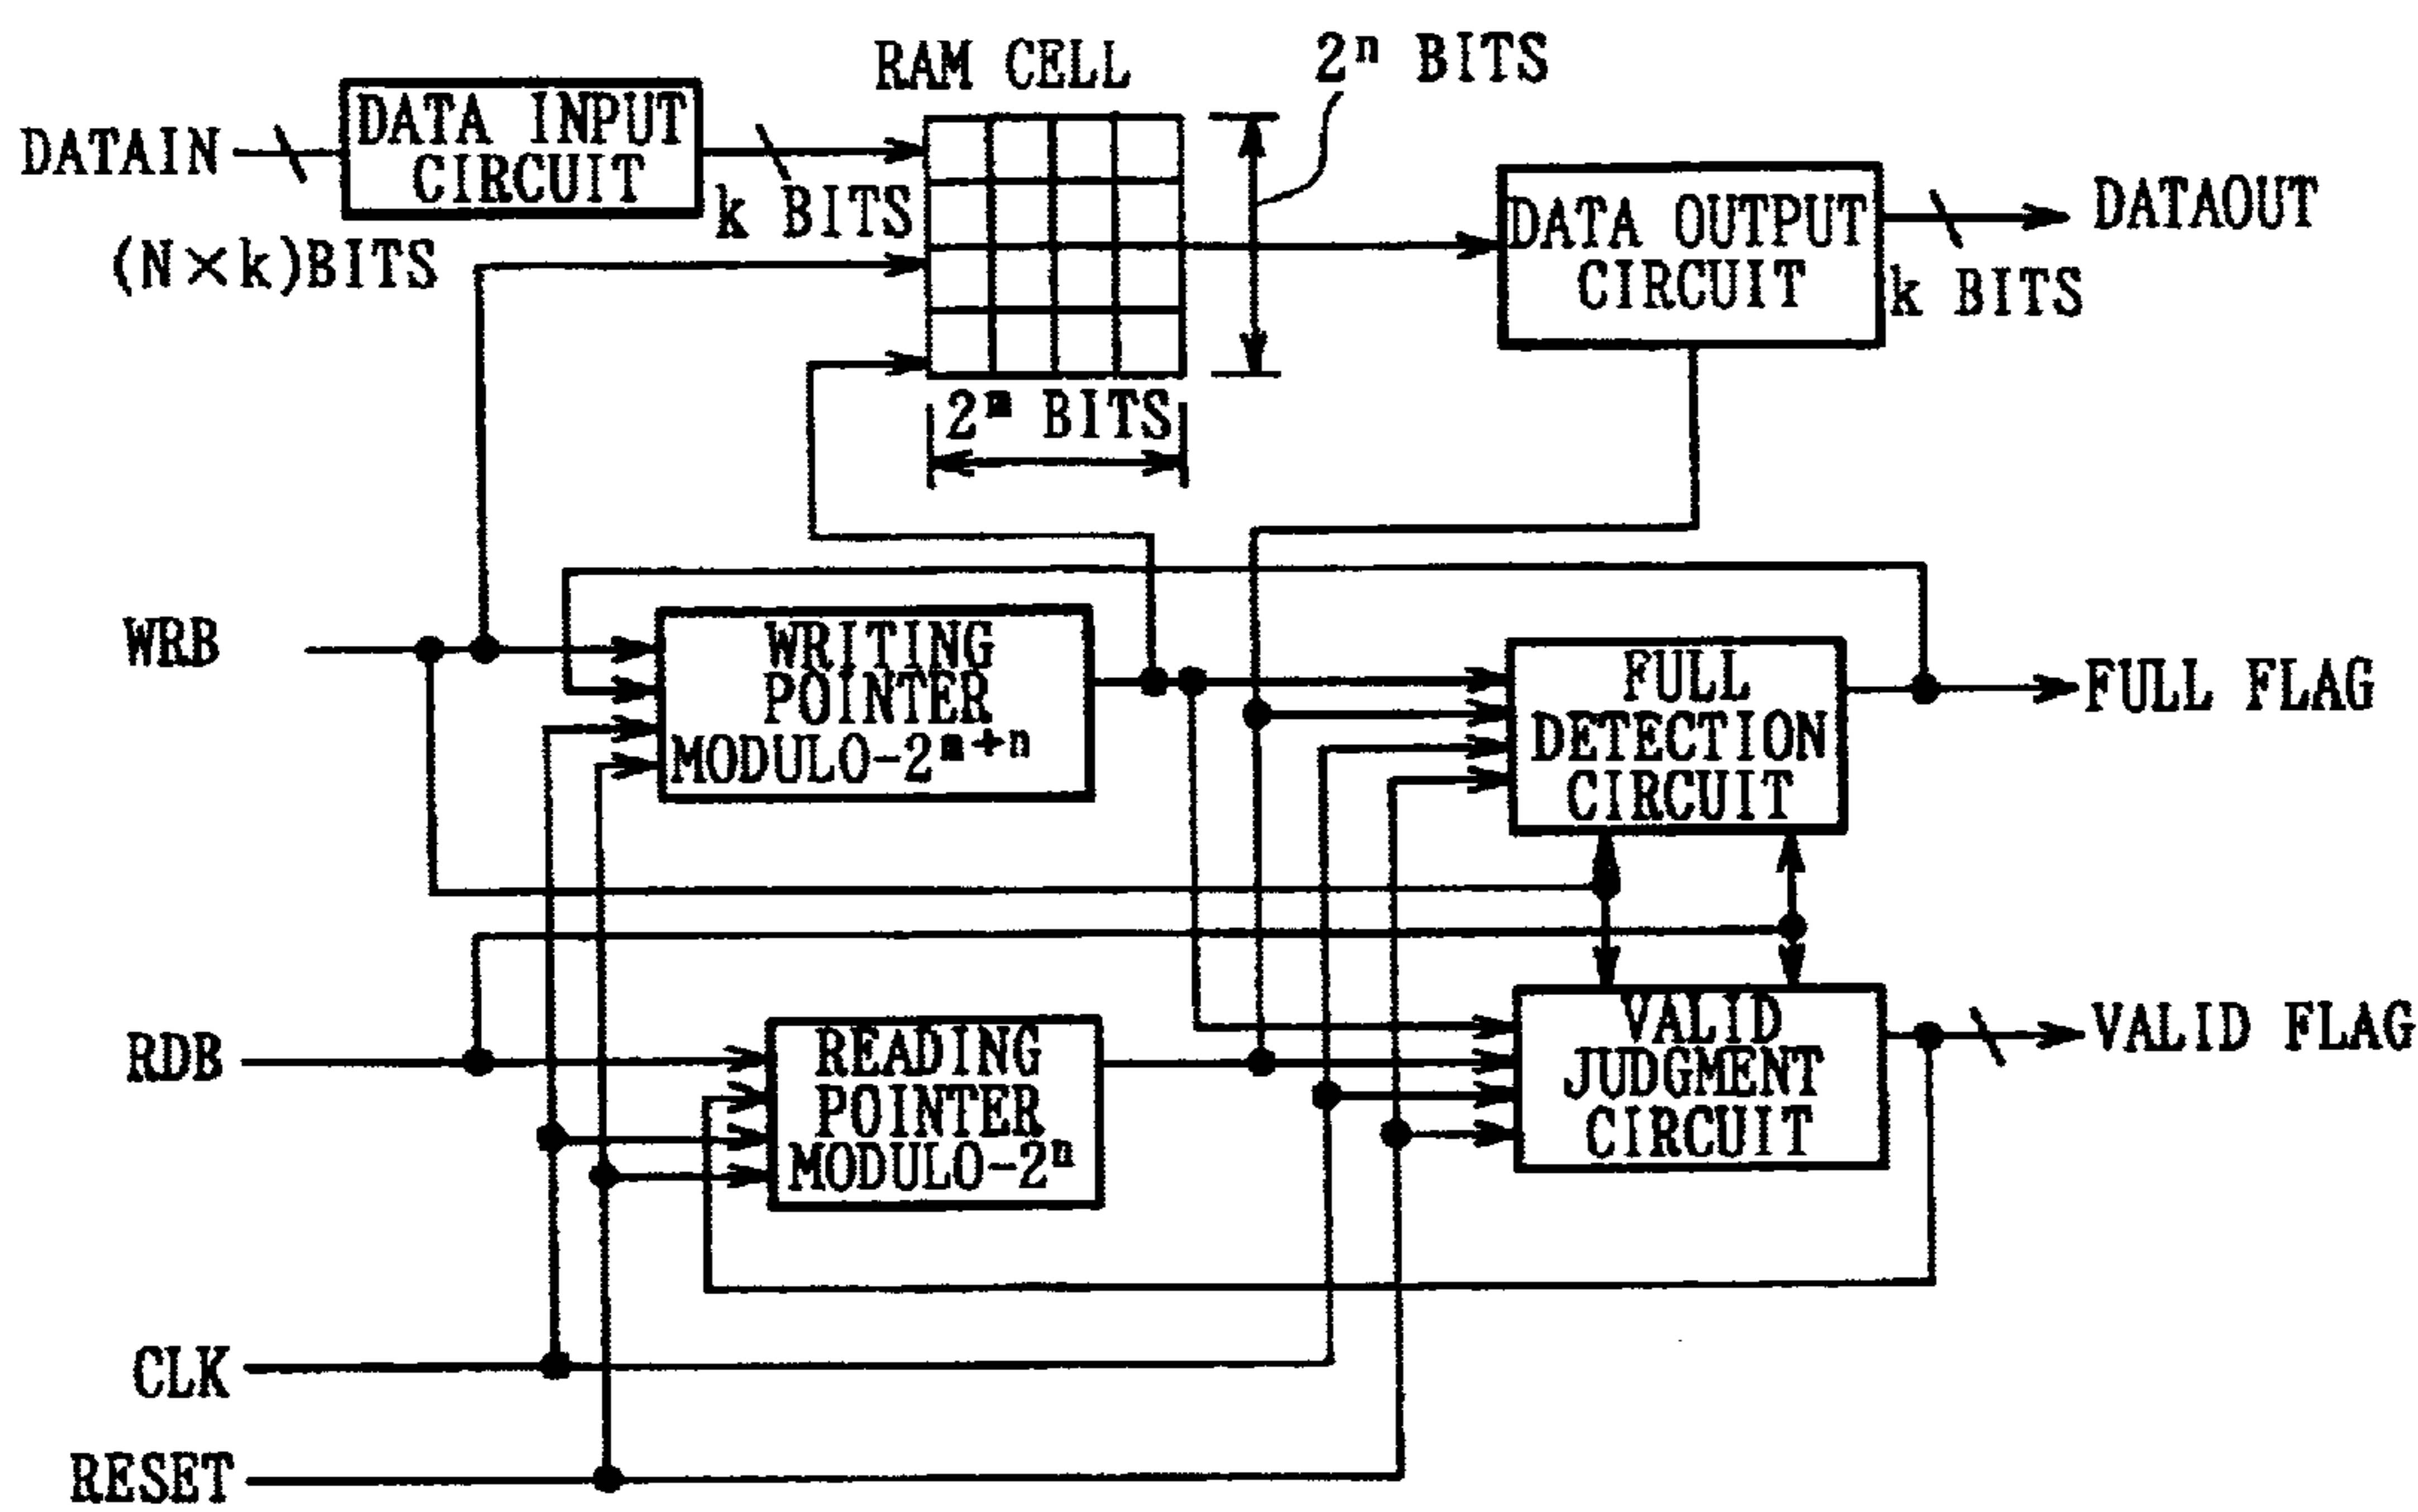 RAM CELL
2ⁿ BITS
DATAIN
DATA INPUT
CIRCUIT
(N×k)BITS
k BITS
DATA OUTPUT
CIRCUIT
DATAOUT
k BITS
2ᵐ BITS
WRB
WRITING
POINTER
MODULO-2ᵐ⁺ⁿ
FULL
DETECTION
CIRCUIT
FULL FLAG
RDB
READING
POINTER
MODULO-2ⁿ
VALID
JUDGMENT
CIRCUIT
VALID FLAG
CLK
RESET